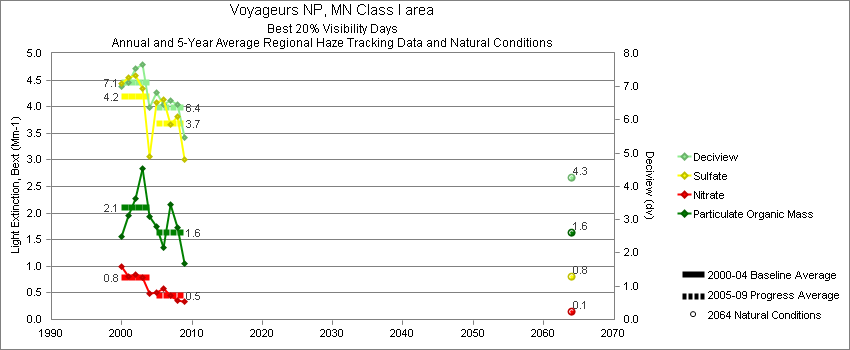 Voyageurs NP, MN Class I area
Best 20% Visibility Days
Annual and 5-Year Average Regional Haze Tracking Data and Natural Conditions
Light Extinction, Bext (Mm-1)
5.0
4.5
4.0
3.5
3.0
2.5
2.0
1.5
1.0
0.5
0.0
7.1
4.2
2.1
0.8
6.4
3.7
1.6
0.5
4.3
1.6
0.8
0.1
8.0
7.0
6.0
5.0
4.0
3.0
2.0
1.0
0.0
Deciview (dv)
1990 2000 2010 2020 2030 2040 2050 2060 2070
Deciview
Sulfate
Nitrate
Particulate Organic Mass
2000-04 Baseline Average
2005-09 Progress Average
2064 Natural Conditions